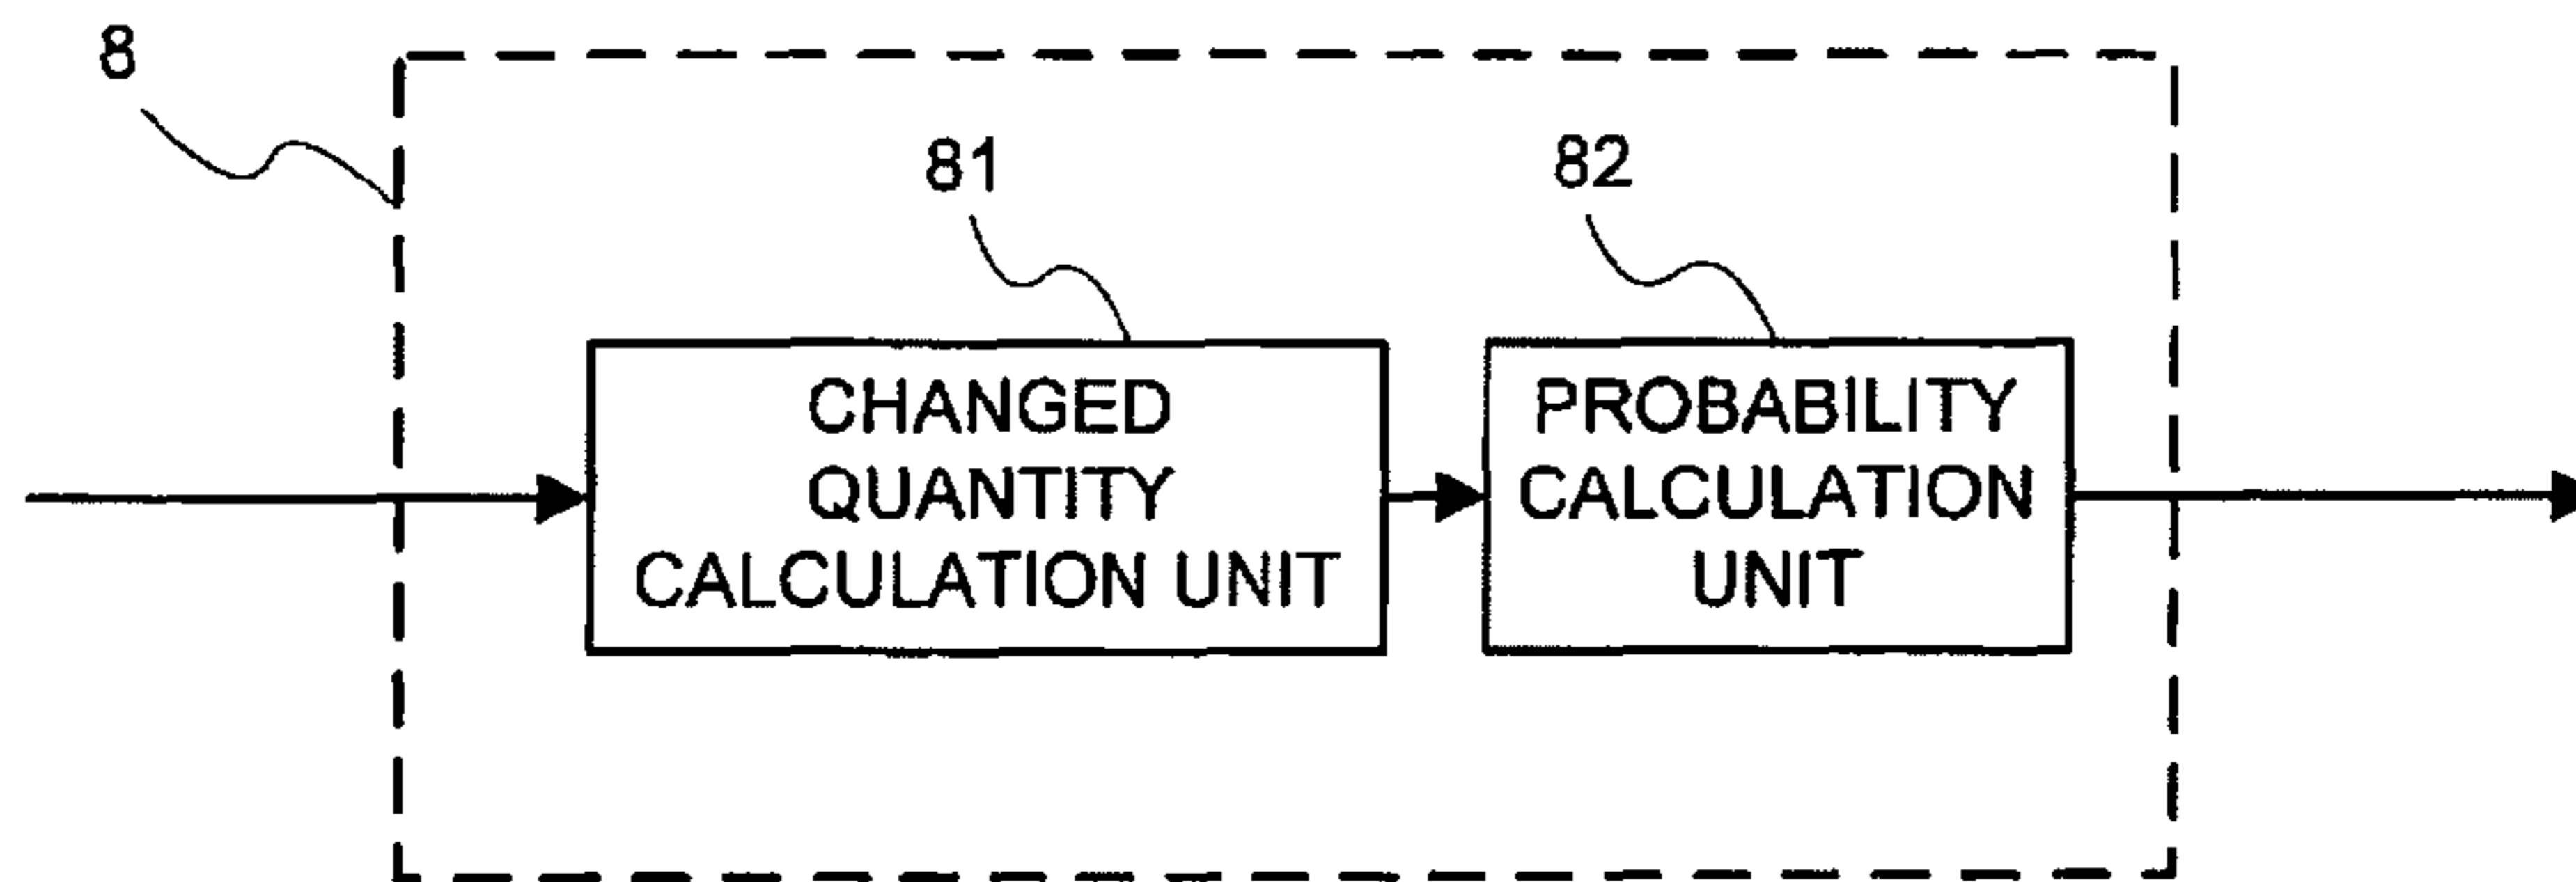 8
81
82
CHANGED
QUANTITY
CALCULATION UNIT
PROBABILITY
CALCULATION
UNIT